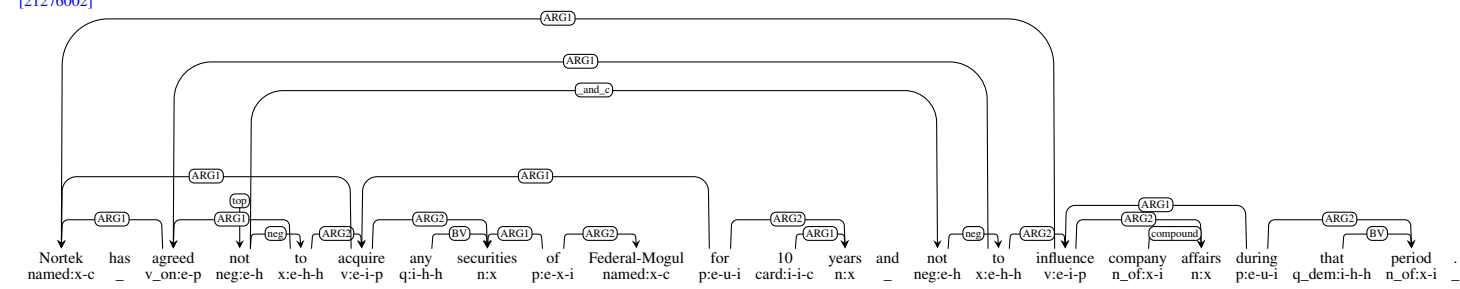 [21276002]
ARG1
ARG1
_and_c
ARG1 ARG1
top
ARG1
ARG1 ARG1 ARG2 ARG2 ARG2 ARG2
neg ARG2 BV ARG1 ARG2 ARG1 neg ARG2 compound BV
Nortek has agreed not to acquire any securities of Federal-Mogul for 10 years and not to influence company affairs during that period .
named:x-c _ v_on:e-p neg:e-h x:e-h-h v:e-i-p q:i-h-h n:x p:e-x-i named:x-c p:e-u-i card:i-i-c n:x _ neg:e-h x:e-h-h v:e-i-p n_of:x-i n:x p:e-u-i q_dem:i-h-h n_of:x-i _